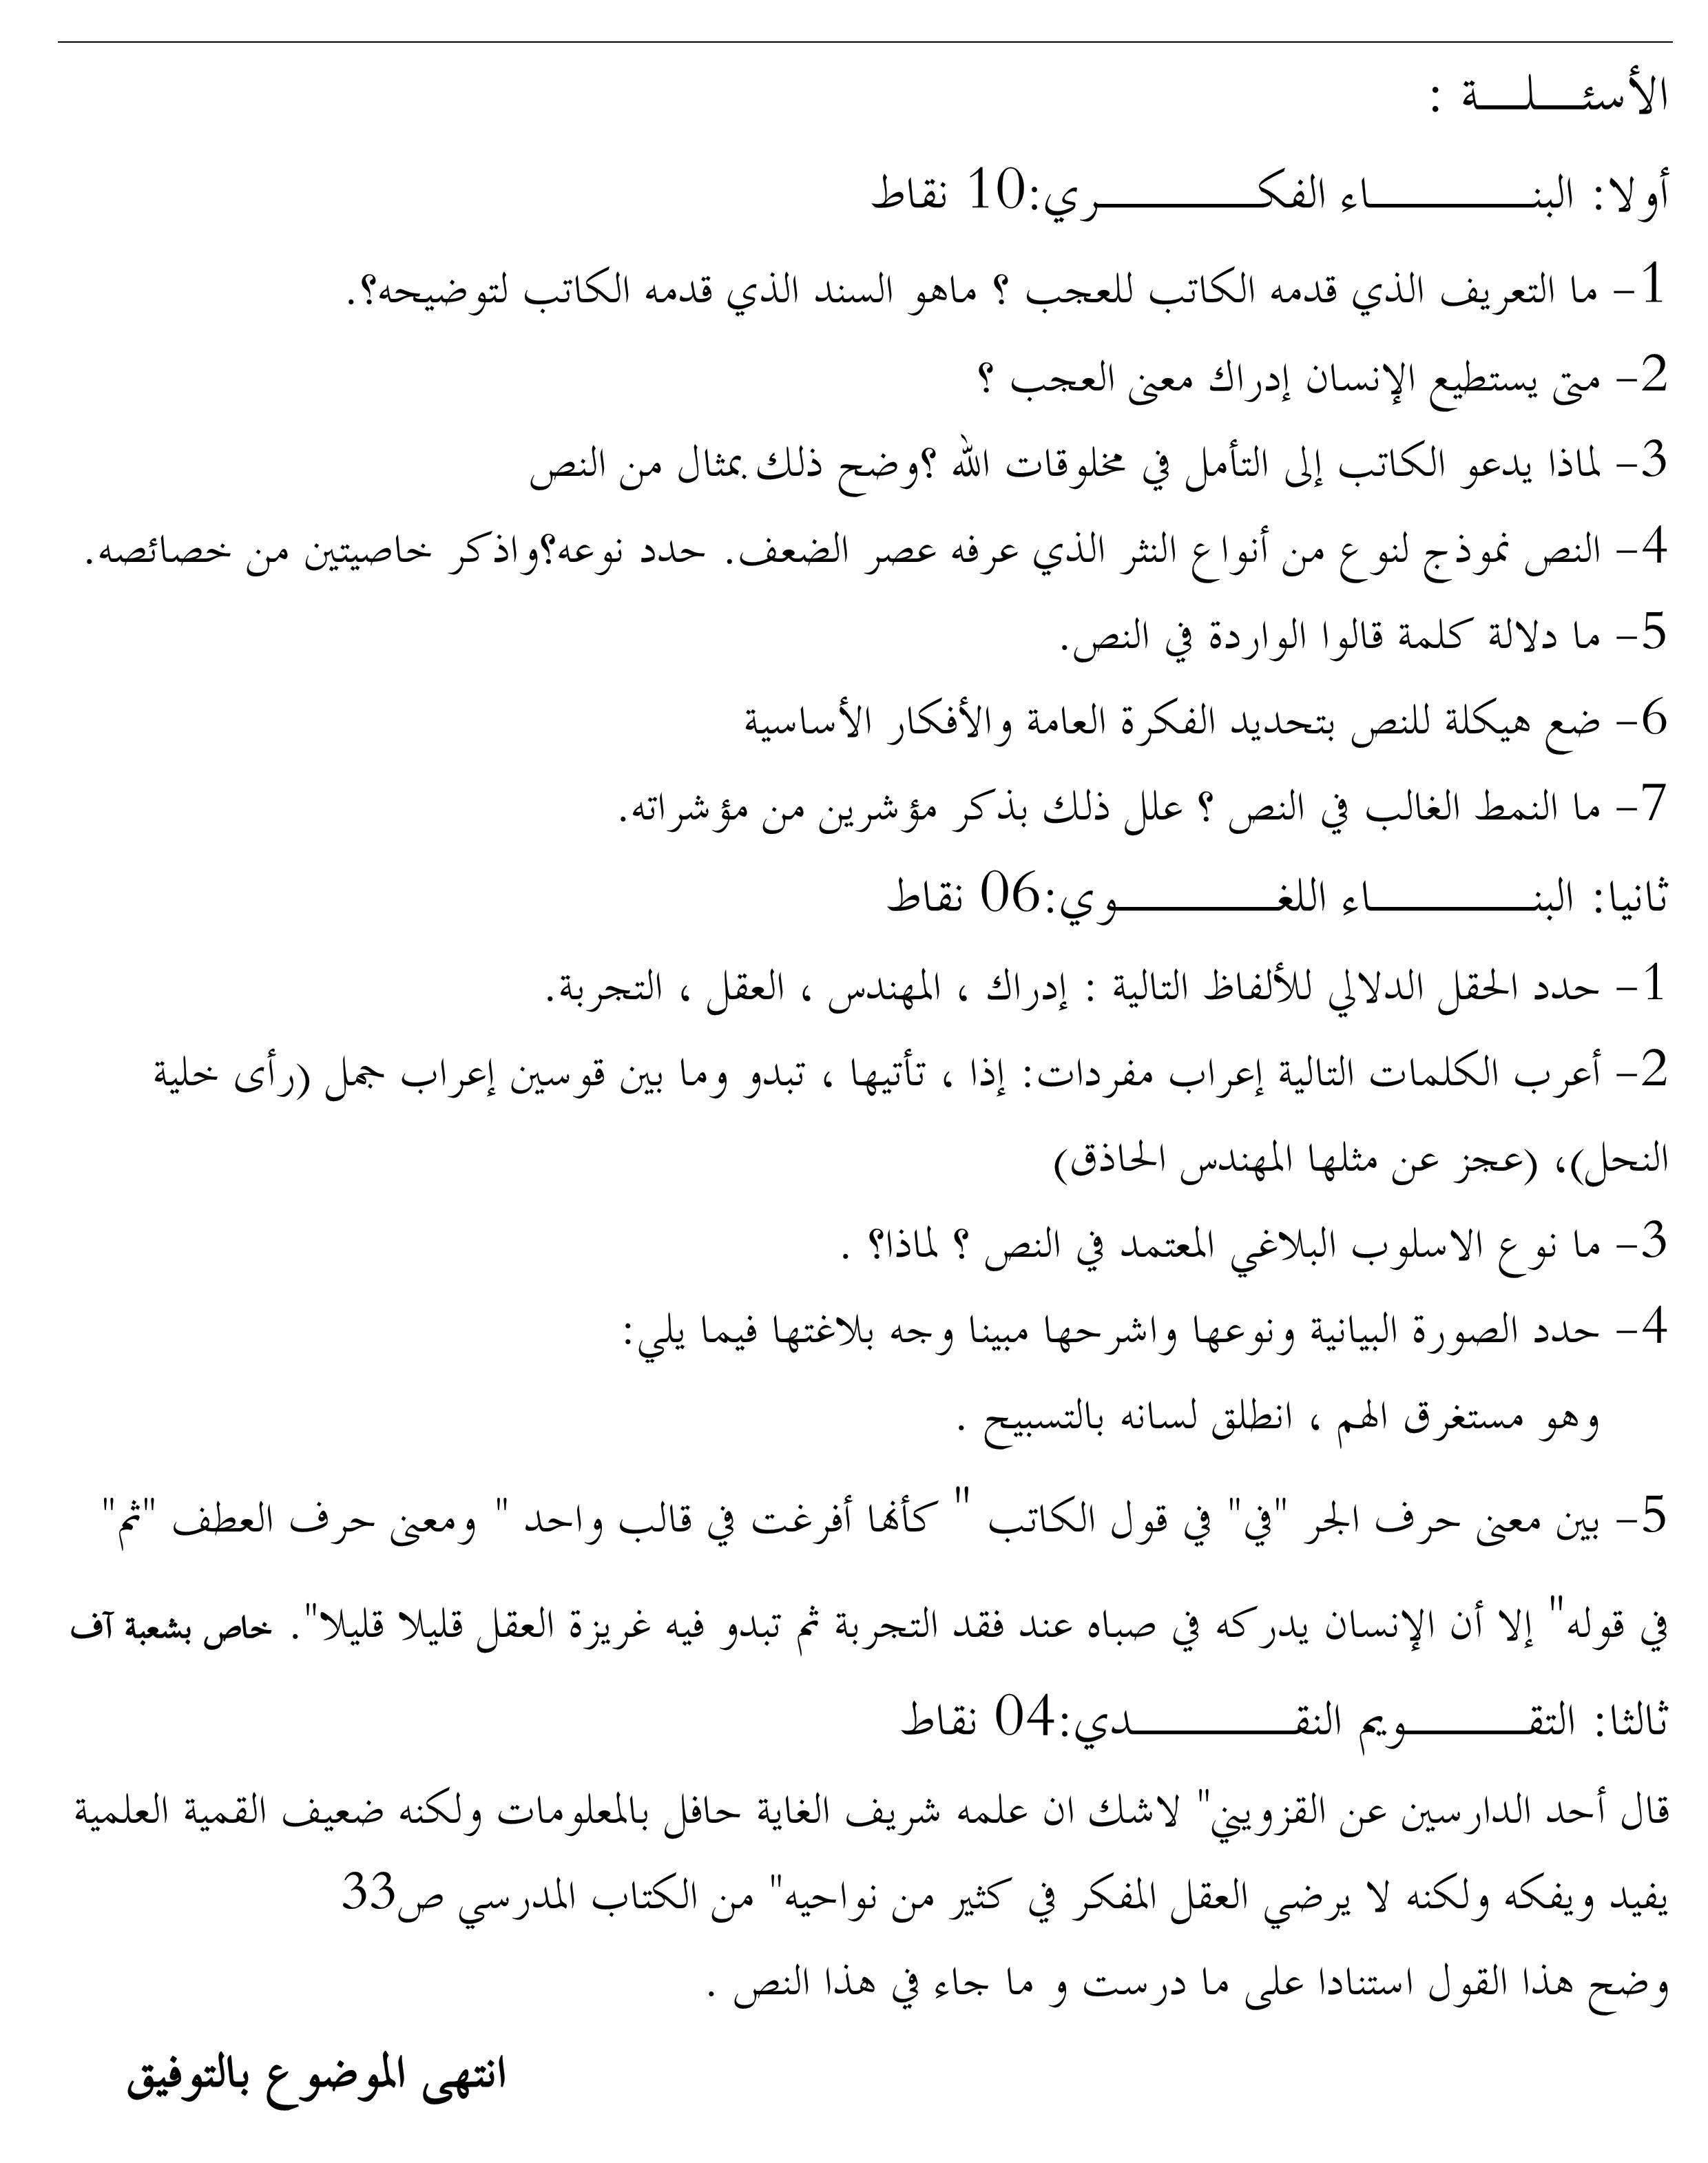 الأسئـــلـــة :
أولا: البنـــــــــاء الفكـــــــــري:10 نقاط
1- ما التعريف الذي قدمه الكاتب للعجب ؟ ماهو السند الذي قدمه الكاتب لتوضيحه؟.
2- متى يستطيع الإنسان إدراك معنى العجب ؟
3- لماذا يدعو الكاتب إلى التأمل في مخلوقات الله ؟وضح ذلك بمثال من النص
4- النص نموذج لنوع من أنواع النثر الذي عرفه عصر الضعف. حدد نوعه؟واذكر خاصيتين من خصائصه.
5- ما دلالة كلمة قالوا الواردة في النص.
6- ضع هيكلة للنص بتحديد الفكرة العامة والأفكار الأساسية
7- ما النمط الغالب في النص ؟ علل ذلك بذكر مؤشرين من مؤشراته.
ثانيا: البنـــــــــاء اللغـــــــــوي:06 نقاط
1- حدد الحقل الدلالي للألفاظ التالية : إدراك ، المهندس ، العقل ، التجربة.
2- أعرب الكلمات التالية إعراب مفردات: إذا ، تأتيها ، تبدو وما بين قوسين إعراب جمل (رأى خلية
النحل)، (عجز عن مثلها المهندس الحاذق)
3- ما نوع الاسلوب البلاغي المعتمد في النص ؟ لماذا؟ .
4- حدد الصورة البيانية ونوعها واشرحها مبينا وجه بلاغتها فيما يلي:
وهو مستغرق الهم ، انطلق لسانه بالتسبيح .
5- بين معنى حرف الجر "في" في قول الكاتب " كأنها أفرغت في قالب واحد " ومعنى حرف العطف "ثم"
في قوله" إلا أن الإنسان يدركه في صباه عند فقد التجربة ثم تبدو فيه غريزة العقل قليلا قليلا". خاص بشعبة آف
ثالثا: التقـــــــــويم النقـــــــــدي:04 نقاط
قال أحد الدارسين عن القزويني" لاشك ان علمه شريف الغاية حافل بالمعلومات ولكنه ضعيف القمية العلمية
يفيد ويفكه ولكنه لا يرضي العقل المفكر في كثير من نواحيه" من الكتاب المدرسي ص33
وضح هذا القول استنادا على ما درست و ما جاء في هذا النص .
انتهى الموضوع بالتوفيق